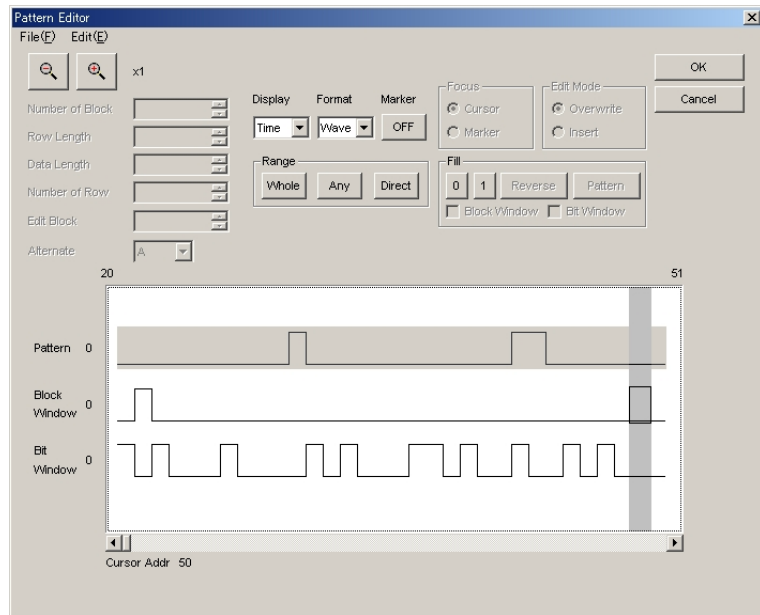 Pattern Editor
File(F) Edit(E)
x1
OK
Cancel
Number of Block
Row Length
Data Length
Number of Row
Edit Block
Alternate A
Display Format Marker
Time Wave OFF
Focus
Cursor
Marker
Edit Mode
Overwrite
Insert
Range
Whole Any Direct
Fill
0 1 Reverse Pattern
Block Window Bit Window
20 51
Pattern 0
Block
Window 0
Bit
Window 0
Cursor Addr 50